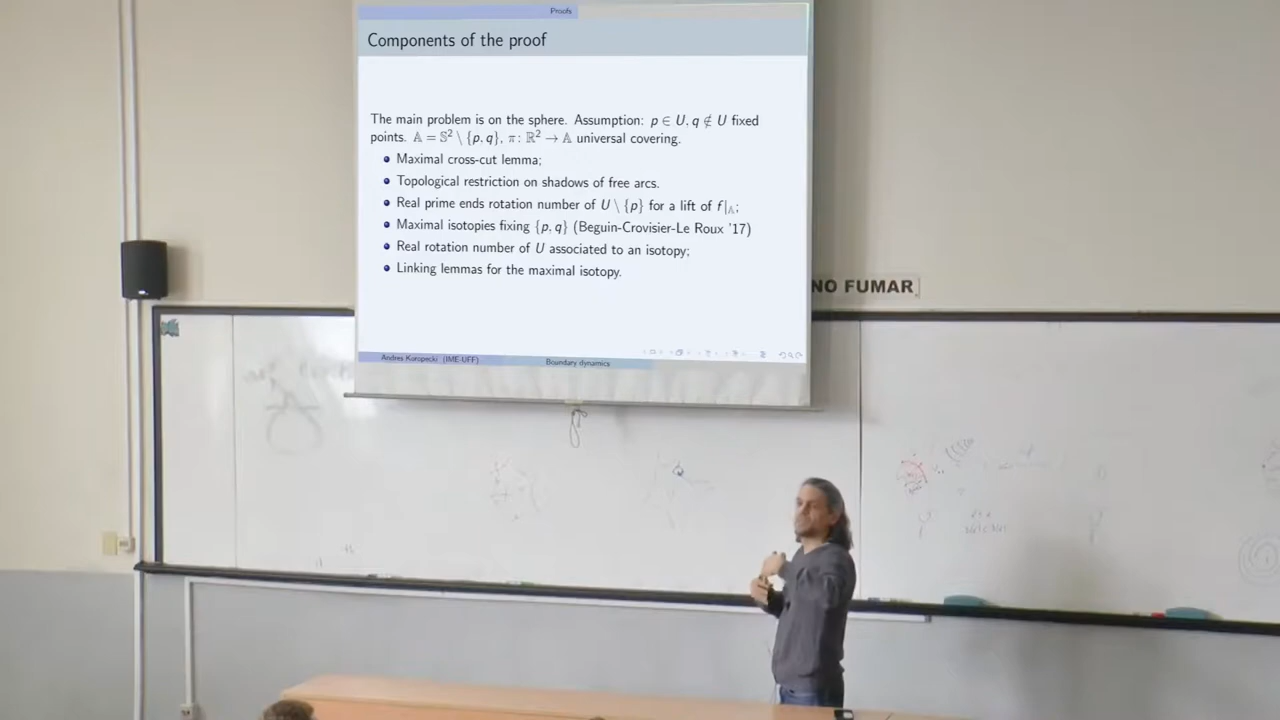 Proofs
Components of the proof
The main problem is on the sphere. Assumption: p ∈ U, q ∉ U fixed
points. 𝔸 = 𝕊² \ {p, q}, π: ℝ² → 𝔸 universal covering.
Maximal cross-cut lemma;
Topological restriction on shadows of free arcs.
Real prime ends rotation number of U \ {p} for a lift of f|𝔸;
Maximal isotopies fixing {p, q} (Beguin-Crovisier-Le Roux '17)
Real rotation number of U associated to an isotopy;
Linking lemmas for the maximal isotopy.
Andres Koropecki (IME-UFF)
Boundary dynamics
NO FUMAR